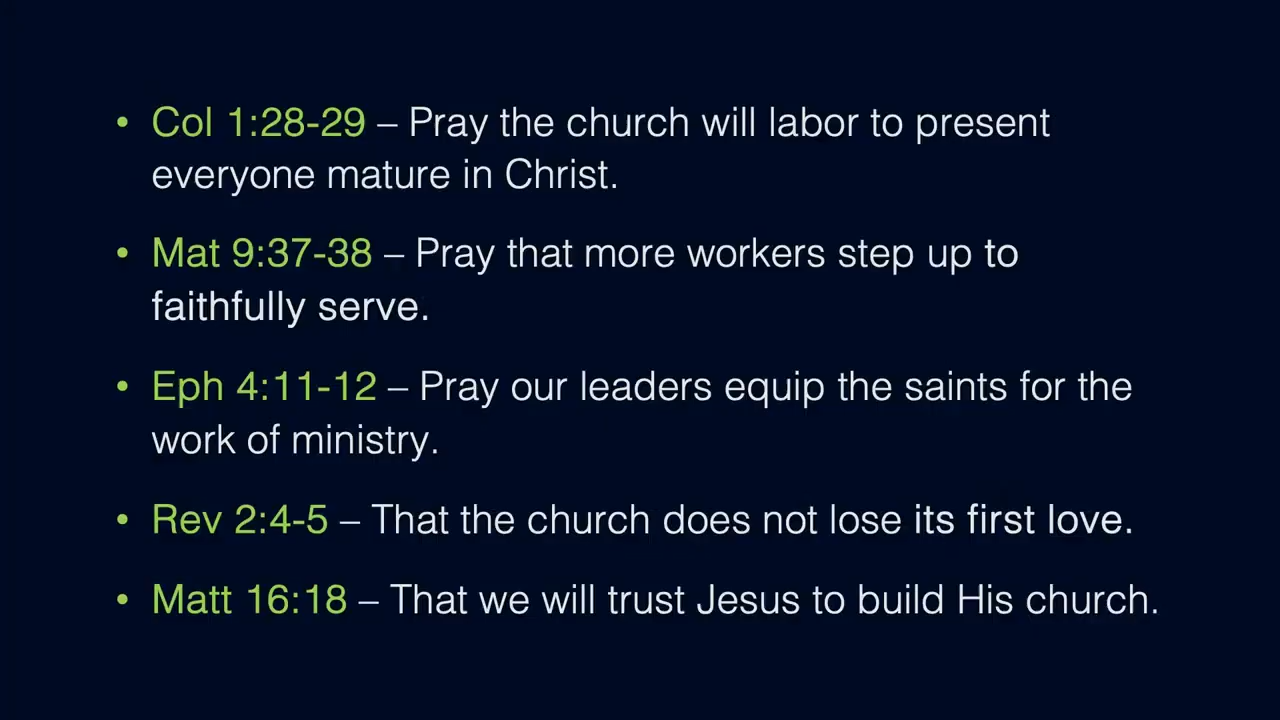 • Col 1:28-29 – Pray the church will labor to present
everyone mature in Christ.
• Mat 9:37-38 – Pray that more workers step up to
faithfully serve.
• Eph 4:11-12 – Pray our leaders equip the saints for the
work of ministry.
• Rev 2:4-5 – That the church does not lose its first love.
• Matt 16:18 – That we will trust Jesus to build His church.